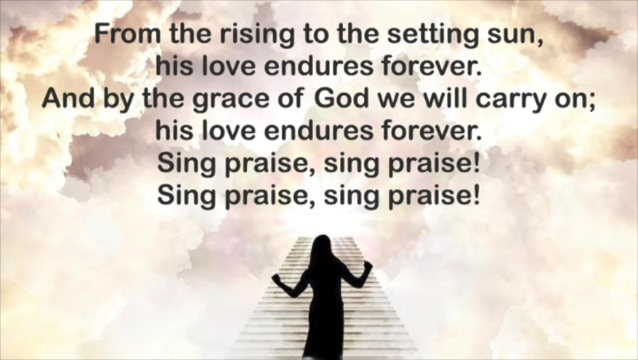 From the rising to the setting sun,
his love endures forever.
And by the grace of God we will carry on;
his love endures forever.
Sing praise, sing praise!
Sing praise, sing praise!